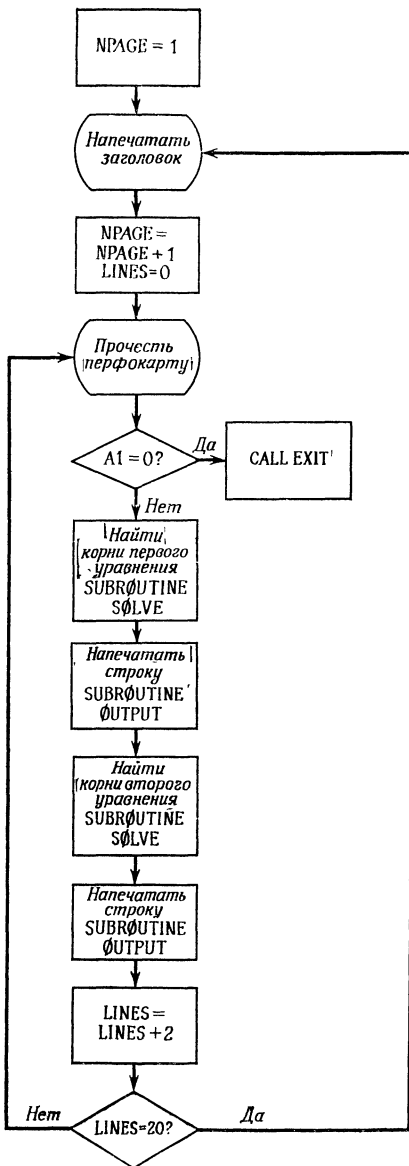 NPAGE = 1
Напечатать
заголовок
NPAGE=
NPAGE+1
LINES=0
Прочесть
перфокарту
A1=0?
Да
CALL EXIT
Нет
Найти
корни первого
уравнения
SUBRØUTINE
SØLVE
Напечатать
строку
SUBRØUTINE
ØUTPUT
Найти
корни второго
уравнения
SUBRØUTINE
SØLVE
Напечатать
строку
SUBRØUTINE
ØUTPUT
LINES=
LINES+2
Нет
LINES=20?
Да